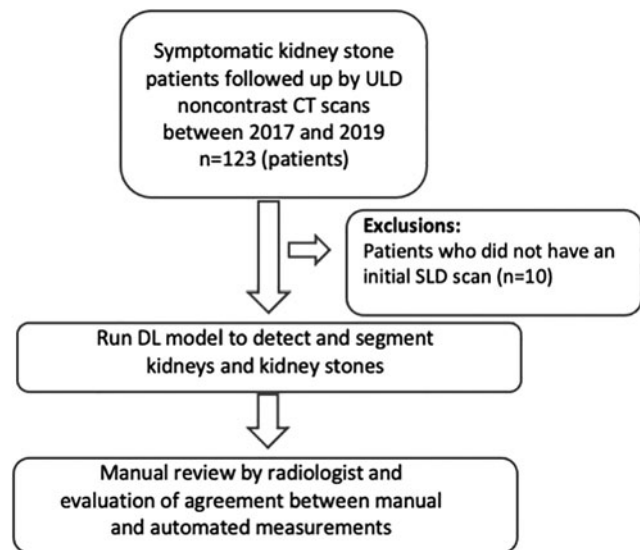 Symptomatic kidney stone
patients followed up by ULD
noncontrast CT scans
between 2017 and 2019
n=123 (patients)
Exclusions:
Patients who did not have an
initial SLD scan (n=10)
Run DL model to detect and segment
kidneys and kidney stones
Manual review by radiologist and
evaluation of agreement between manual
and automated measurements